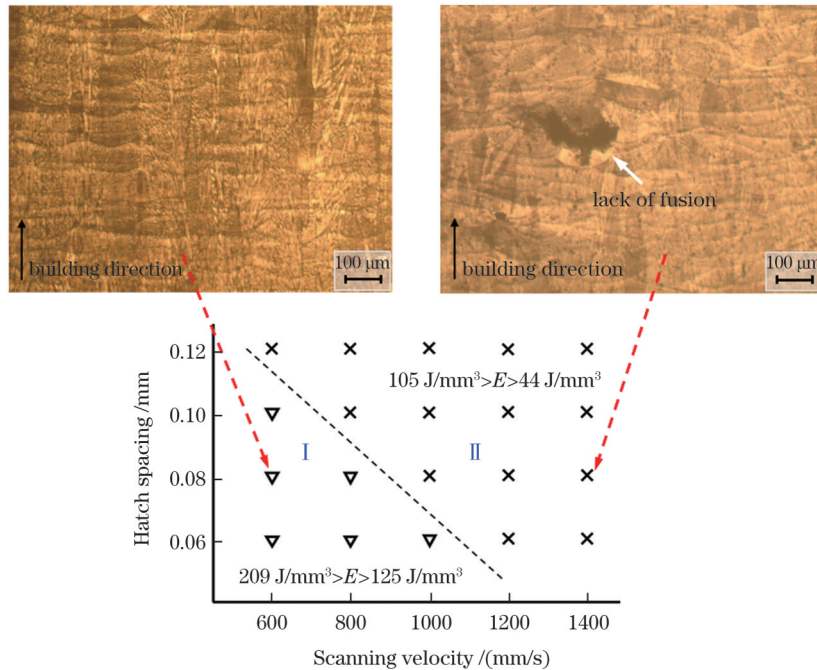 lack of fusion
building direction
100 μm
building direction
100 μm
0.12
105 J/mm³>E>44 J/mm³
0.10
Ⅰ
Ⅱ
0.08
0.06
209 J/mm³>E>125 J/mm³
Hatch spacing /mm
600
800
1000
1200
1400
Scanning velocity /(mm/s)